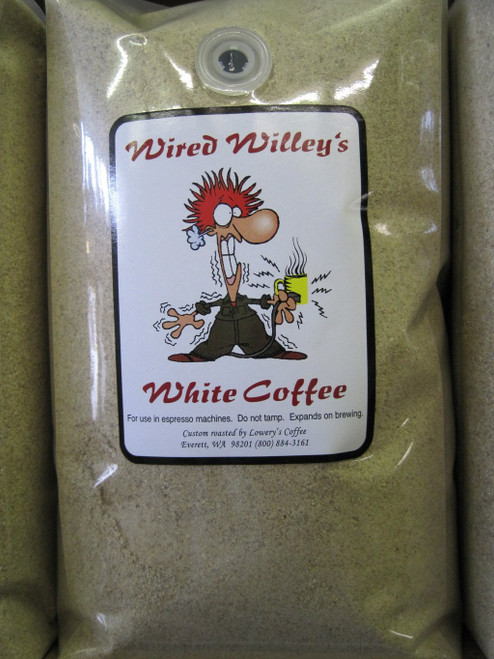 Wired Willey's
White Coffee
For use in espresso machines. Do not tamp. Expands on brewing.
Custom roasted by Lowery's Coffee
Everett, WA 98201 (800) 884-3161